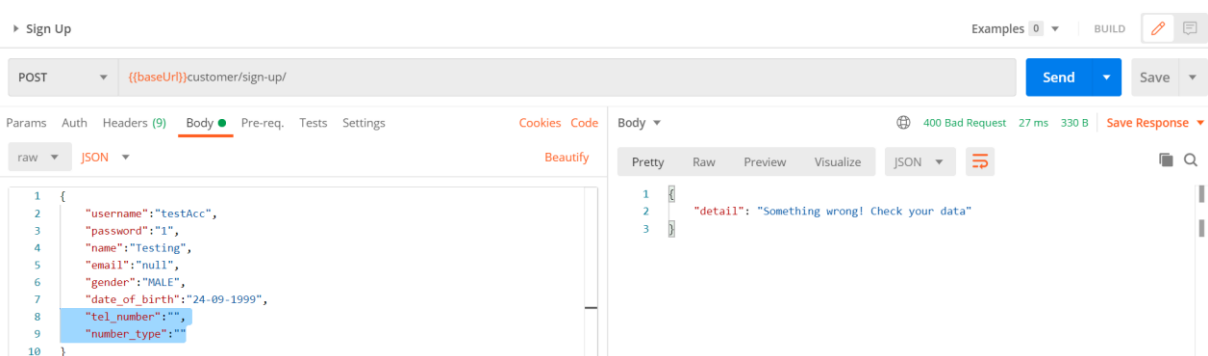 Sign Up
Examples 0 BUILD
POST {{baseUrl}}customer/sign-up/ Send Save
Params Auth Headers (9) Body Pre-req. Tests Settings Cookies Code
raw JSON Beautify
1 {
2 "username":"testAcc",
3 "password":"1",
4 "name":"Testing",
5 "email":"null",
6 "gender":"MALE",
7 "date_of_birth":"24-09-1999",
8 "tel_number":"",
9 "number_type":""
10 }
Body 400 Bad Request 27 ms 330 B Save Response
Pretty Raw Preview Visualize JSON
1 {
2 "detail": "Something wrong! Check your data"
3 }